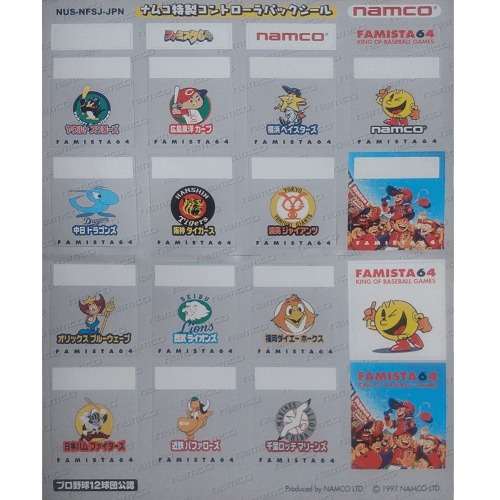 NUS-NFSJ-JPN
ナムコ特製コントローラパックシール
namco
ファミスタ64
namco
FAMISTA64
KING OF BASEBALL GAMES
ヤクルト スワローズ
FAMISTA64
広島東洋 カープ
FAMISTA64
横浜 ベイスターズ
FAMISTA64
namco
FAMISTA64
Dragons
中日 ドラゴンズ
FAMISTA64
HANSHIN
Tigers
阪神 タイガース
FAMISTA64
TOKYO
YOMIURI GIANTS
読売 ジャイアンツ
FAMISTA64
FAMISTA64
オリックス ブルーウェーブ
FAMISTA64
SEIBU
Lions
西武 ライオンズ
FAMISTA64
福岡ダイエー ホークス
FAMISTA64
FAMISTA64
KING OF BASEBALL GAMES
日本ハム ファイターズ
FAMISTA64
近鉄 バファローズ
FAMISTA64
MARINES
千葉ロッテ マリーンズ
FAMISTA64
FAMISTA64
KING OF BASEBALL GAMES
プロ野球12球団公認
Produced by NAMCO LTD. © 1997 NAMCO LTD.